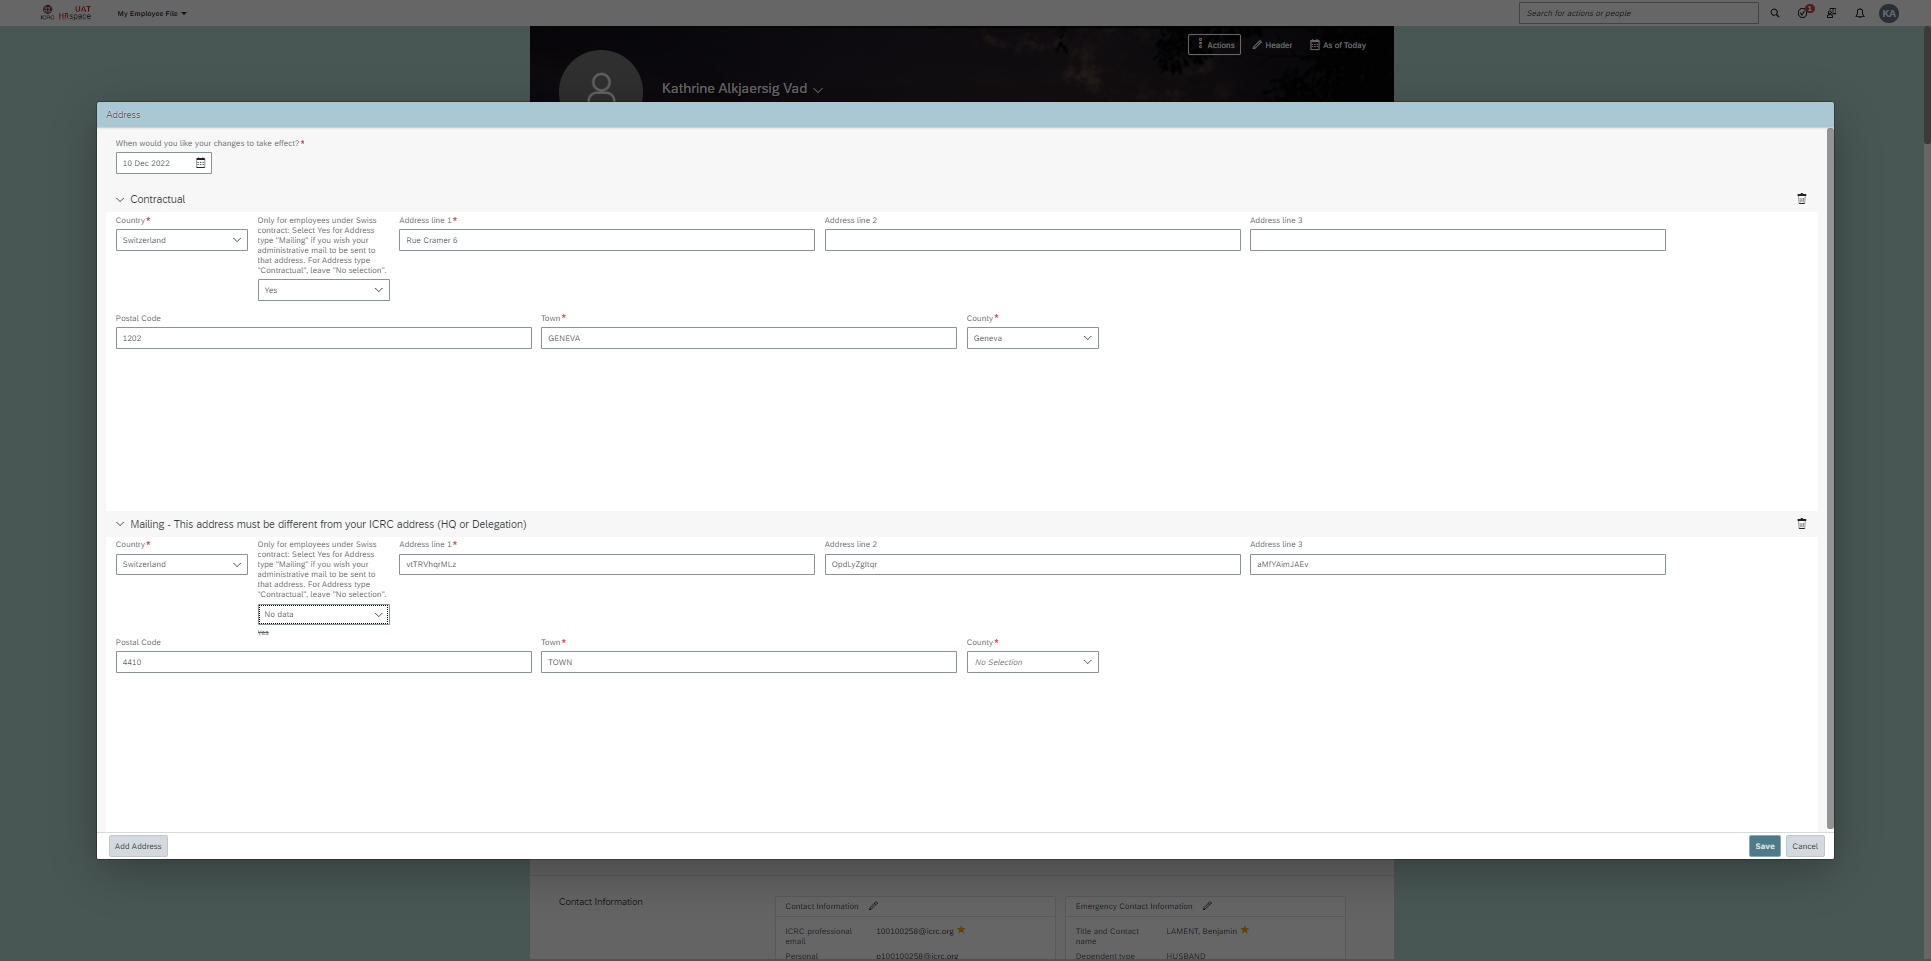 ICRC UAT HRspace
My Employee File
Search for actions or people
1
KA
Actions
Header
As of Today
Kathrine Alkjaersig Vad
Address
When would you like your changes to take effect?*
10 Dec 2022
Contractual
Country*
Switzerland
Only for employees under Swiss
contract: Select Yes for Address
type "Mailing" if you wish your
administrative mail to be sent to
that address. For Address type
"Contractual", leave "No selection".
Yes
Address line 1*
Rue Cramer 6
Address line 2
Address line 3
Postal Code
1202
Town*
GENEVA
County*
Geneva
Mailing - This address must be different from your ICRC address (HQ or Delegation)
Country*
Switzerland
Only for employees under Swiss
contract: Select Yes for Address
type "Mailing" if you wish your
administrative mail to be sent to
that address. For Address type
"Contractual", leave "No selection".
No data
Yes
Address line 1*
vtTRVhqrMLz
Address line 2
OpdLyZgltqr
Address line 3
aMfYAimJAEv
Postal Code
4410
Town*
TOWN
County*
No Selection
Add Address
Save
Cancel
Contact Information
Contact Information
ICRC professional
email
100100258@icrc.org
Personal
p100100258@icrc.org
Emergency Contact Information
Title and Contact
name
LAMENT, Benjamin
Dependent type
HUSBAND